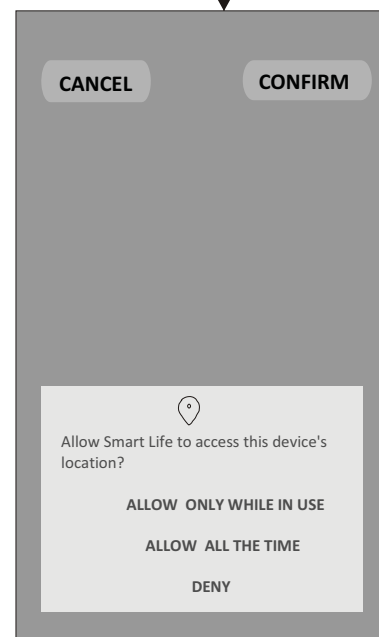 CANCEL CONFIRM
Allow Smart Life to access this device's
location?
ALLOW ONLY WHILE IN USE
ALLOW ALL THE TIME
DENY